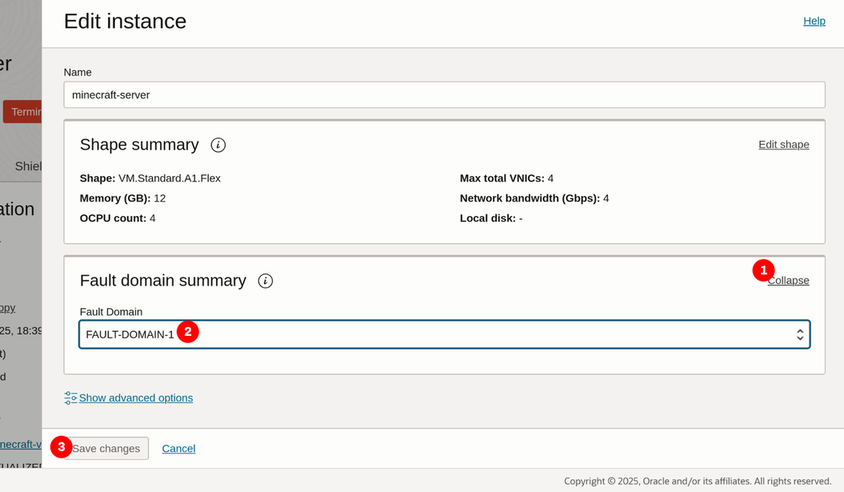 Edit instance
Help
er
Name
minecraft-server
Termin
Shape summary
i
Edit shape
Shiel
Shape: VM.Standard.A1.Flex
Max total VNICs: 4
Memory (GB): 12
Network bandwidth (Gbps): 4
ation
OCPU count: 4
Local disk: -
1
Fault domain summary
i
Collapse
opy
Fault Domain
25, 18:39
FAULT-DOMAIN-1
2
t)
d
Show advanced options
necraft-v
3
Save changes
Cancel
Copyright © 2025, Oracle and/or its affiliates. All rights reserved.